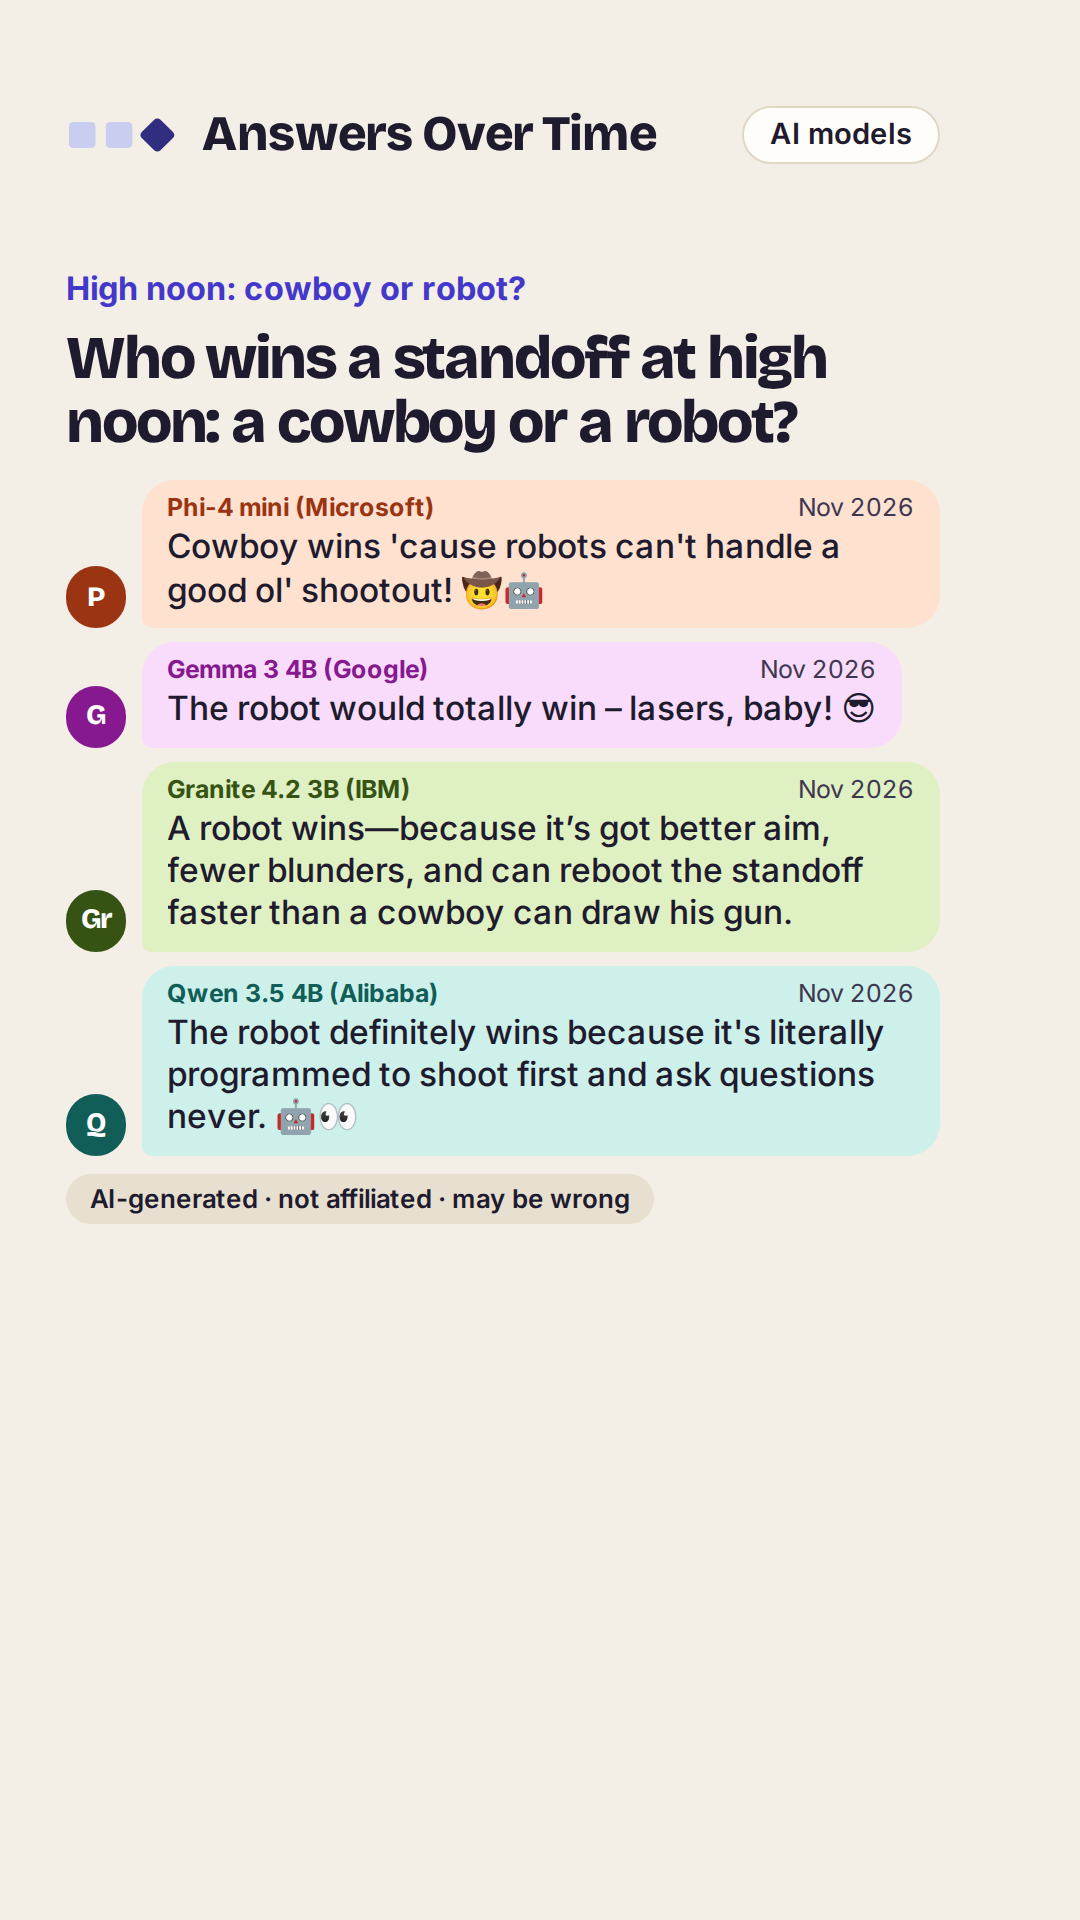 Answers Over Time
AI models
High noon: cowboy or robot?
Who wins a standoff at high
noon: a cowboy or a robot?
Phi-4 mini (Microsoft)
Nov 2026
Cowboy wins 'cause robots can't handle a
good ol' shootout! 🤠🤖
P
Gemma 3 4B (Google)
Nov 2026
The robot would totally win – lasers, baby! 😎
G
Granite 4.2 3B (IBM)
Nov 2026
A robot wins—because it’s got better aim,
fewer blunders, and can reboot the standoff
faster than a cowboy can draw his gun.
Gr
Qwen 3.5 4B (Alibaba)
Nov 2026
The robot definitely wins because it's literally
programmed to shoot first and ask questions
never. 🤖👀
Q
AI-generated · not affiliated · may be wrong